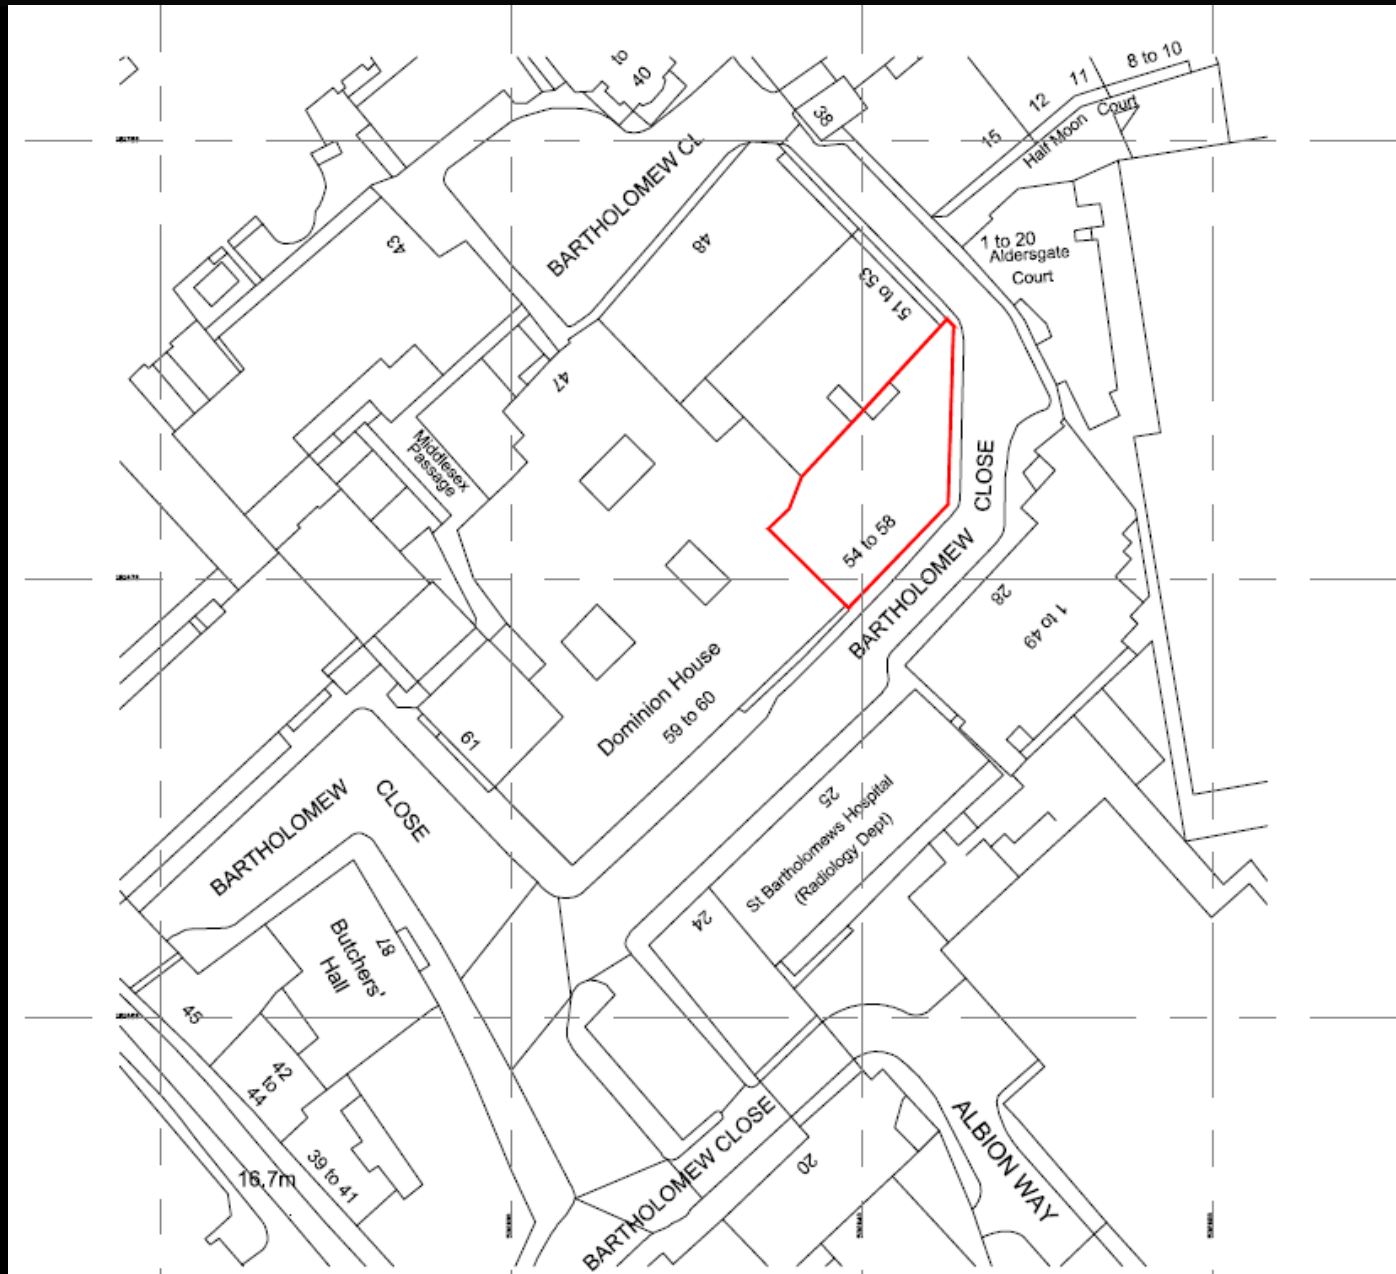 to
40
8 to 10
11
12
15
Half Moon Court
38
BARTHOLOMEW CL
1 to 20
Aldersgate
Court
43
48
51 to 53
47
Middlesex
Passage
CLOSE
54 to 58
BARTHOLOMEW
28
1 to 49
Dominion House
59 to 60
61
BARTHOLOMEW
CLOSE
25
St Bartholomews Hospital
(Radiology Dept)
24
87
Butchers'
Hall
45
42
to
44
39 to 41
16.7m
BARTHOLOMEW CLOSE
20
ALBION WAY